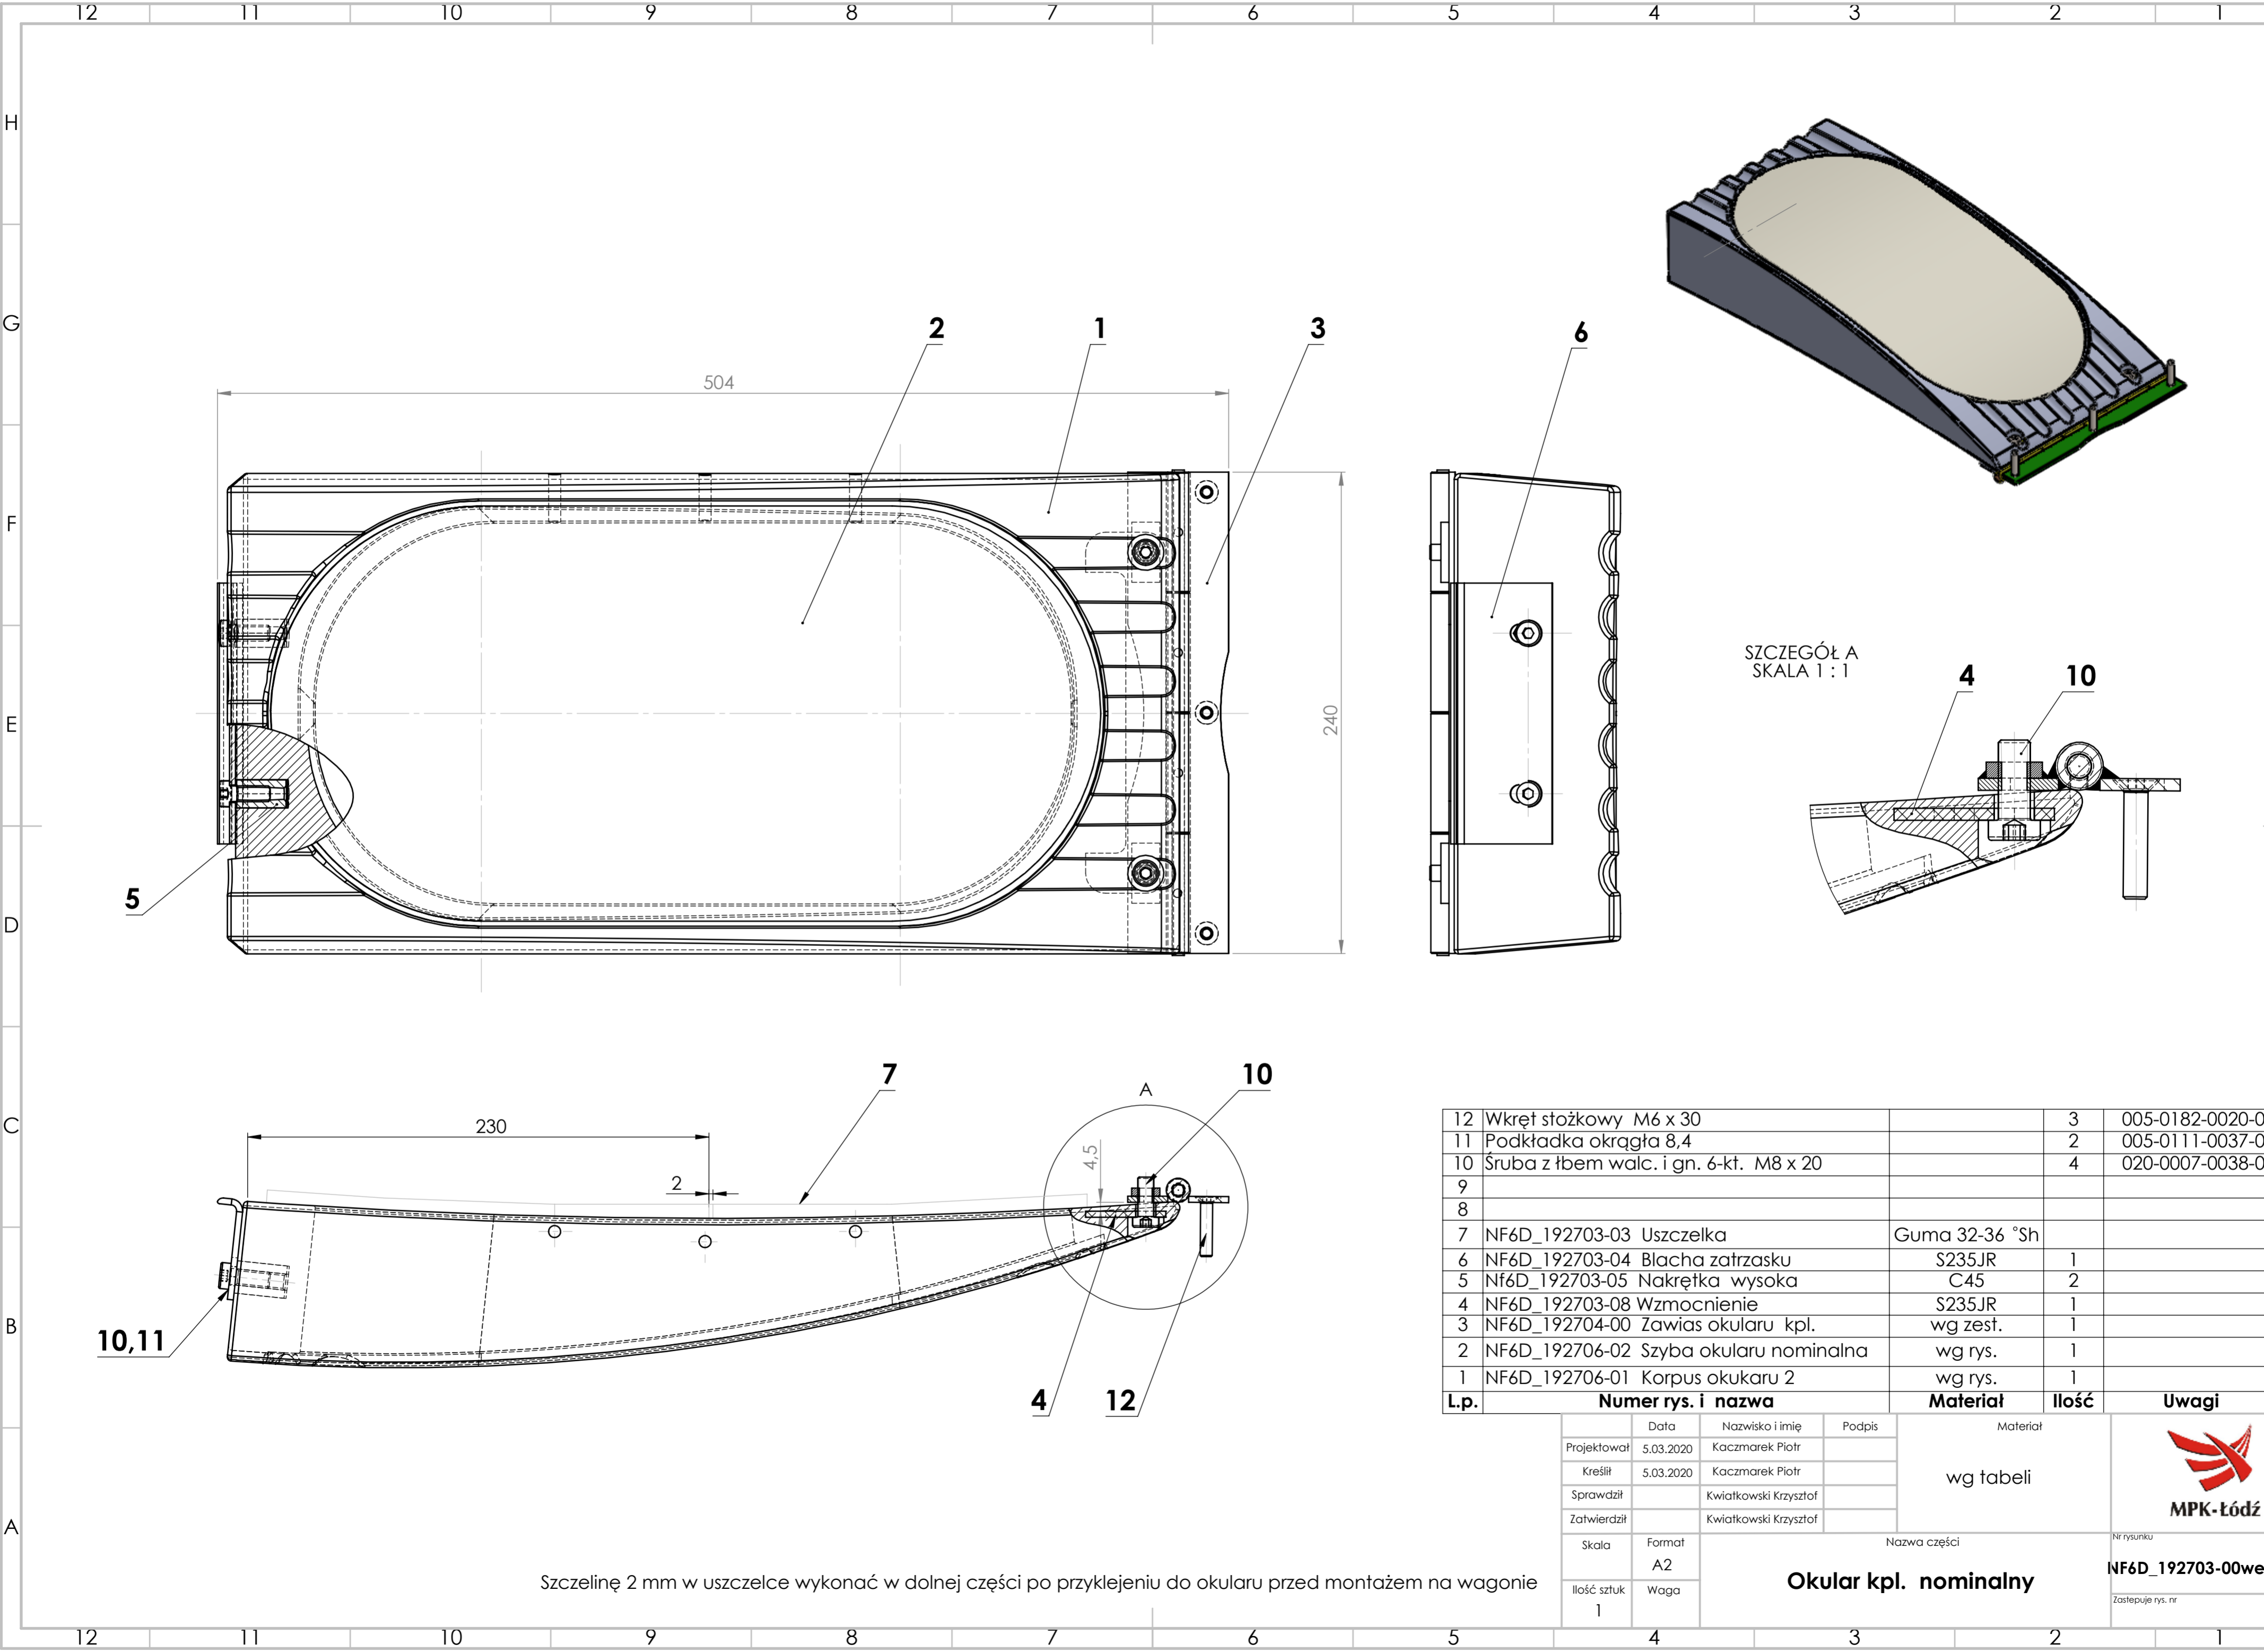 12 11 10 9 8 7 6 5 4 3 2 1
H
G
F
E
D
C
B
A
2
1
3
6
504
240
5
SZCZEGÓŁ A
SKALA 1 : 1
4
10
7
10
A
230
2
4,5
10,11
4
12
12 Wkręt stożkowy M6 x 30 3 005-0182-0020-0
11 Podkładka okrągła 8,4 2 005-0111-0037-0
10 Śruba z łbem walc. i gn. 6-kt. M8 x 20 4 020-0007-0038-0
9
8
7 NF6D_192703-03 Uszczelka Guma 32-36 °Sh
6 NF6D_192703-04 Blacha zatrzasku S235JR 1
5 Nf6D_192703-05 Nakrętka wysoka C45 2
4 NF6D_192703-08 Wzmocnienie S235JR 1
3 NF6D_192704-00 Zawias okularu kpl. wg zest. 1
2 NF6D_192706-02 Szyba okularu nominalna wg rys. 1
1 NF6D_192706-01 Korpus okukaru 2 wg rys. 1
L.p. Numer rys. i nazwa Materiał Ilość Uwagi
Data Nazwisko i imię Podpis Materiał
Projektował 5.03.2020 Kaczmarek Piotr
Kreślił 5.03.2020 Kaczmarek Piotr
wg tabeli
Sprawdził Kwiatkowski Krzysztof
Zatwierdził Kwiatkowski Krzysztof
MPK-Łódź
Skala Format Nazwa części Nr rysunku
A2
Okular kpl. nominalny
NF6D_192703-00we
Ilość sztuk Waga
1
Zastepuje rys. nr
Szczelinę 2 mm w uszczelce wykonać w dolnej części po przyklejeniu do okularu przed montażem na wagonie
12 11 10 9 8 7 6 5 4 3 2 1